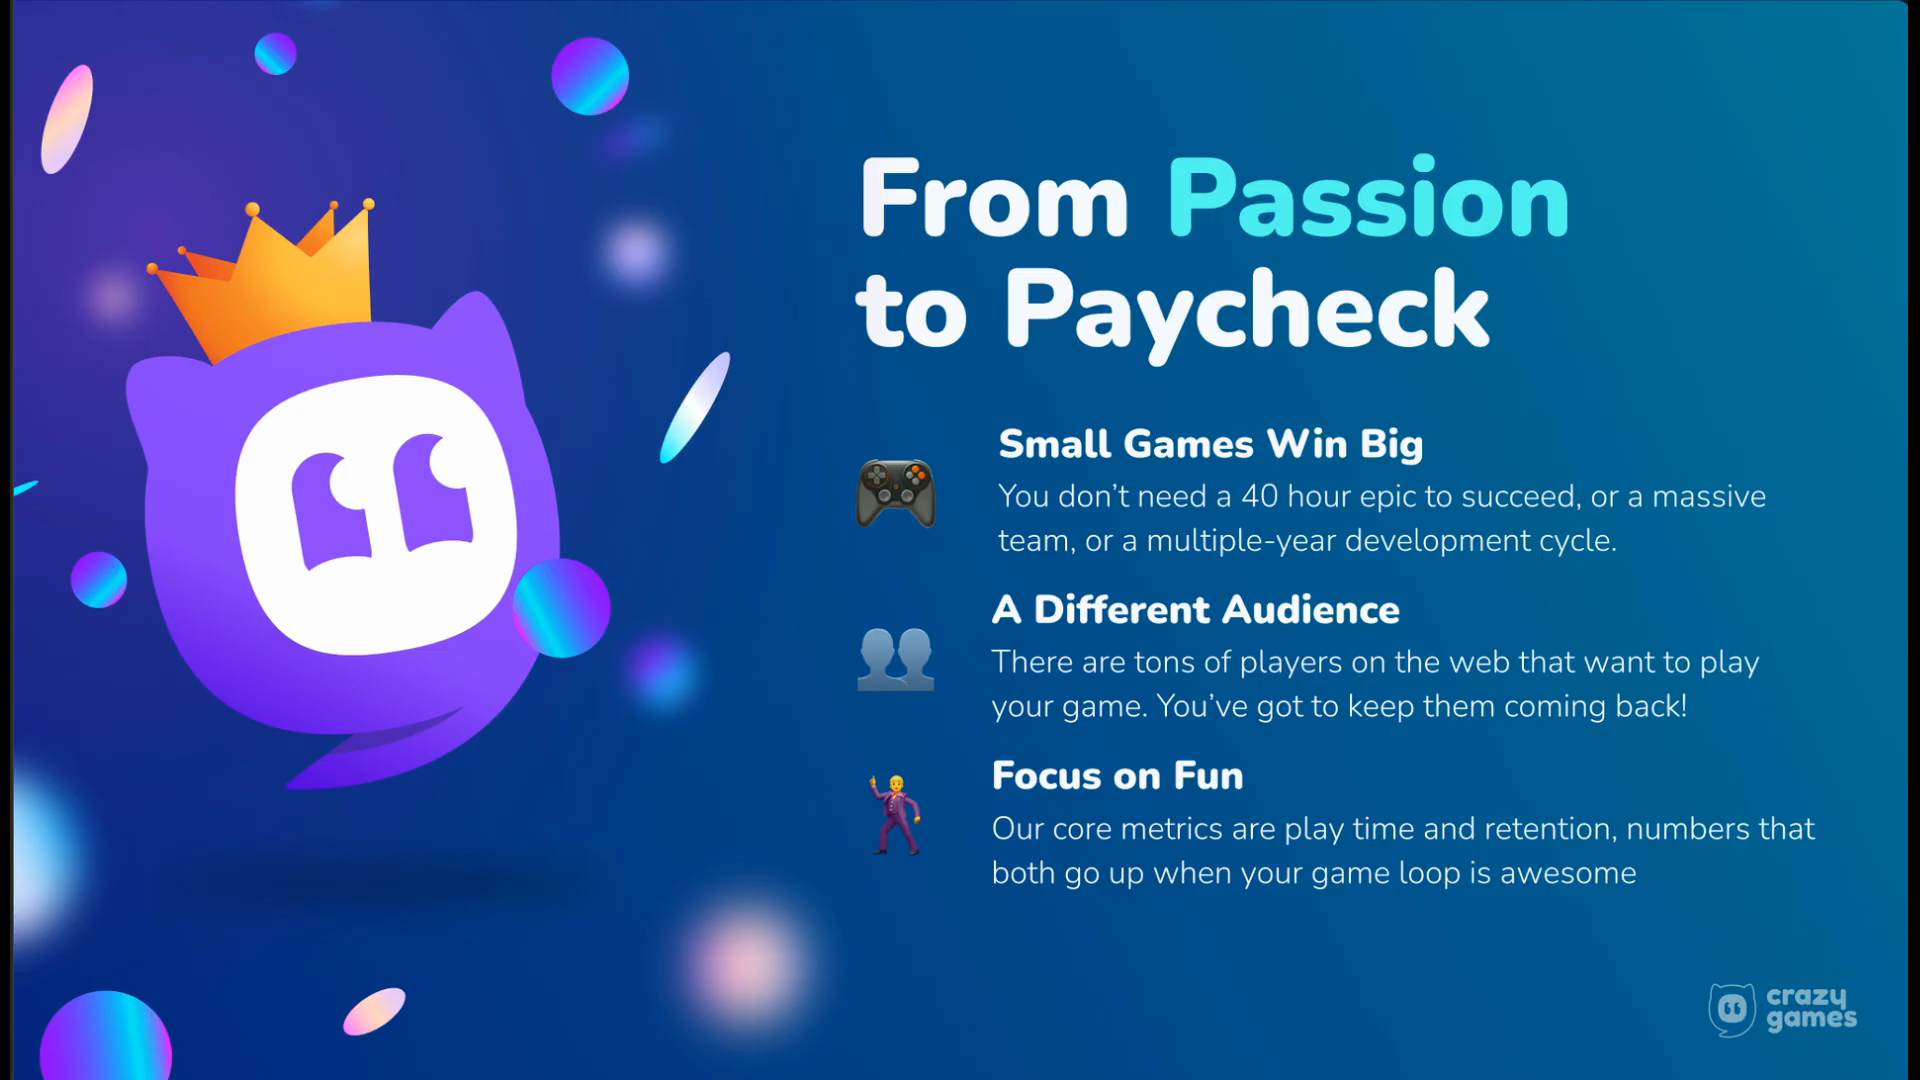 From Passion
to Paycheck
Small Games Win Big
You don’t need a 40 hour epic to succeed, or a massive
team, or a multiple-year development cycle.
A Different Audience
There are tons of players on the web that want to play
your game. You’ve got to keep them coming back!
Focus on Fun
Our core metrics are play time and retention, numbers that
both go up when your game loop is awesome
crazy
games